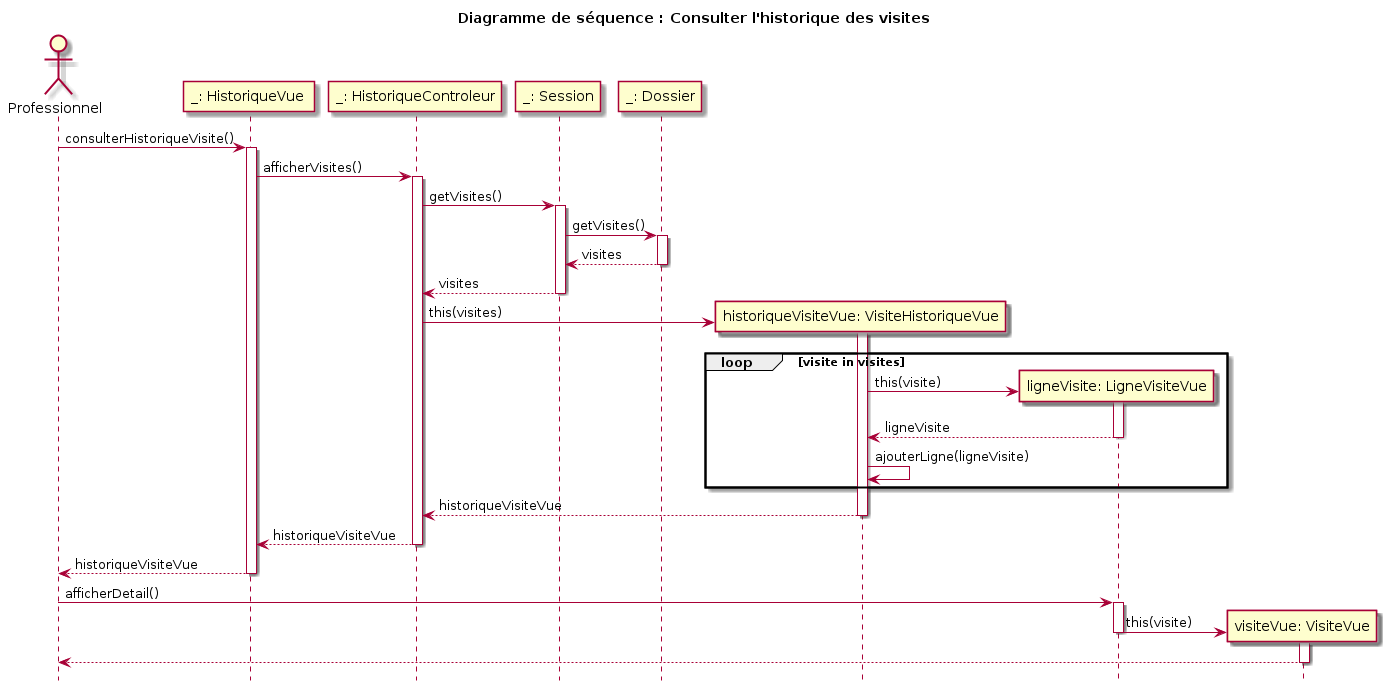 Diagramme de séquence : Consulter l'historique des visites
Professionnel
_: HistoriqueVue
_: HistoriqueControleur
_: Session
_: Dossier
consulterHistoriqueVisite()
afficherVisites()
getVisites()
getVisites()
visites
visites
this(visites)
historiqueVisiteVue: VisiteHistoriqueVue
loop [visite in visites]
this(visite)
ligneVisite: LigneVisiteVue
ligneVisite
ajouterLigne(ligneVisite)
historiqueVisiteVue
historiqueVisiteVue
historiqueVisiteVue
afficherDetail()
this(visite)
visiteVue: VisiteVue